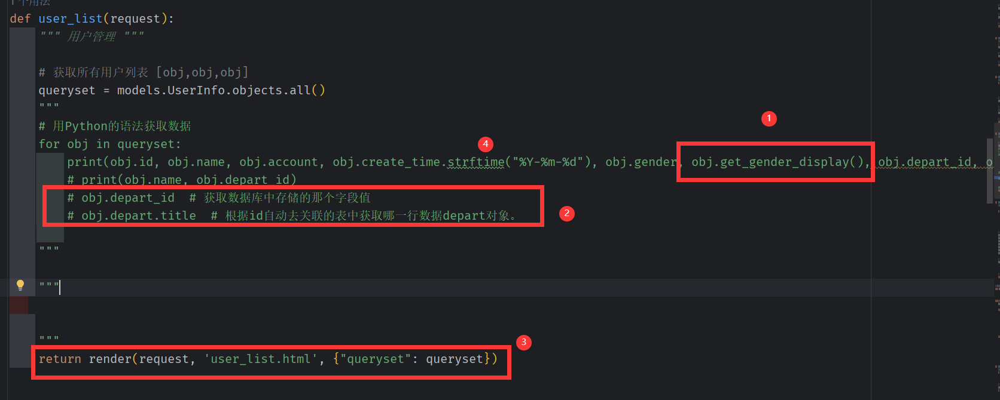 1 个用法
def user_list(request):
""" 用户管理 """
# 获取所有用户列表 [obj,obj,obj]
queryset = models.UserInfo.objects.all()
"""
1
# 用Python的语法获取数据
for obj in queryset:
4
print(obj.id, obj.name, obj.account, obj.create_time.strftime("%Y-%m-%d"), obj.gender, obj.get_gender_display(), obj.depart_id, o
# print(obj.name, obj.depart_id)
# obj.depart_id  # 获取数据库中存储的那个字段值
2
# obj.depart.title  # 根据id自动去关联的表中获取哪一行数据depart对象。
"""
"""
"""
3
return render(request, 'user_list.html', {"queryset": queryset})